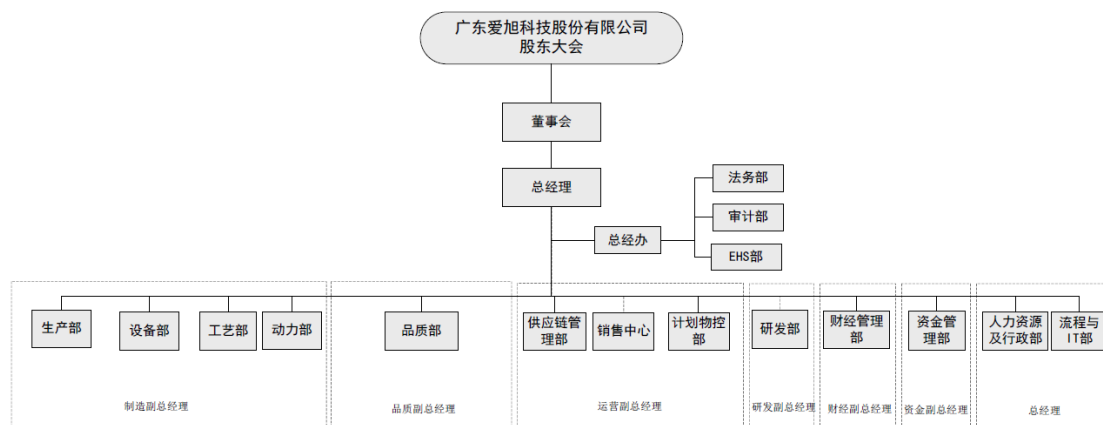 广东爱旭科技股份有限公司
股东大会
董事会
总经理
法务部
总经办
审计部
EHS部
生产部
设备部
工艺部
动力部
品质部
供应链管
理部
销售中心
计划物控
部
研发部
财经管理
部
资金管
理部
人力资源
及行政部
流程与
IT部
制造副总经理
品质副总经理
运营副总经理
研发副总经理
财经副总经理
资金副总经理
总经理